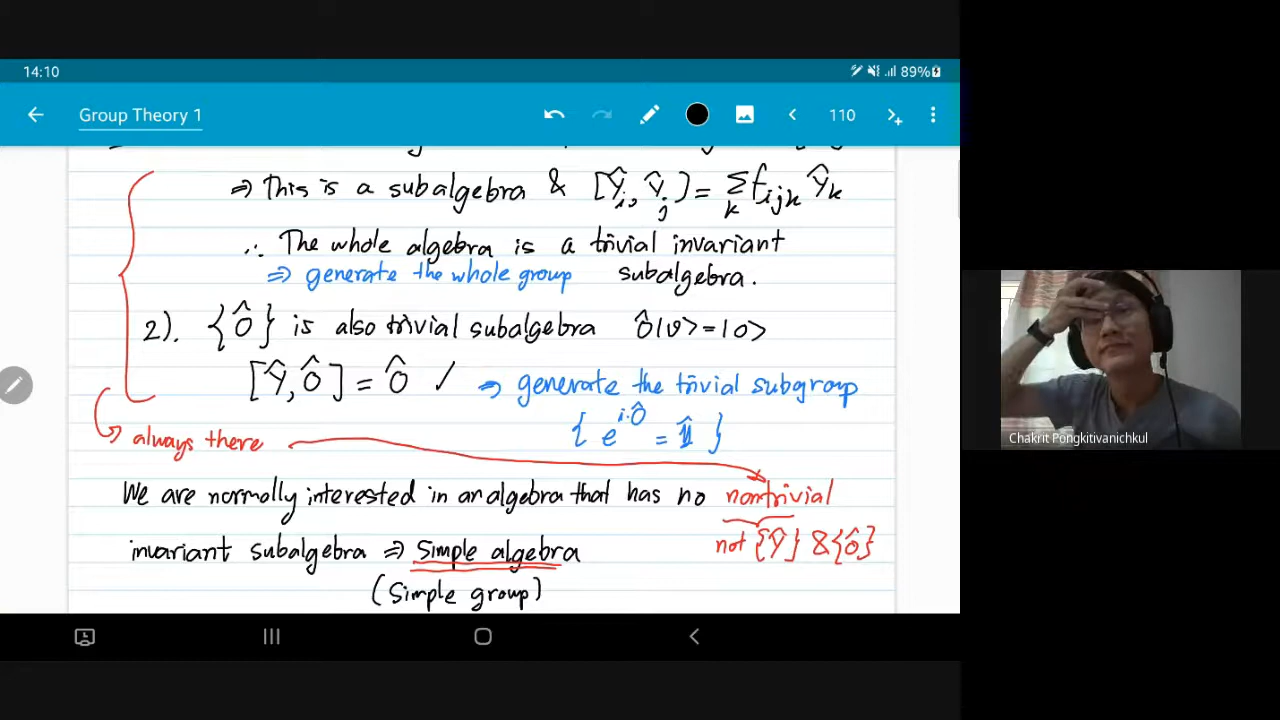 14:10
89%
Group Theory 1
110
⇒ This is a subalgebra & [Ŷi, Ŷj] = Σk fijk Ŷk
∴ The whole algebra is a trivial invariant
⇒ generate the whole group subalgebra.
2). {Ô} is also trivial subalgebra Ô|v> = |0>
[Ŷ, Ô] = Ô ✓ ⇒ generate the trivial subgroup
{ e^{i·Ô} = 𝟙̂ }
always there
We are normally interested in an algebra that has no nontrivial
not {Ŷ} & {Ô}
invariant subalgebra ⇒ Simple algebra
(Simple group)
Chakrit Pongkitivanichkul